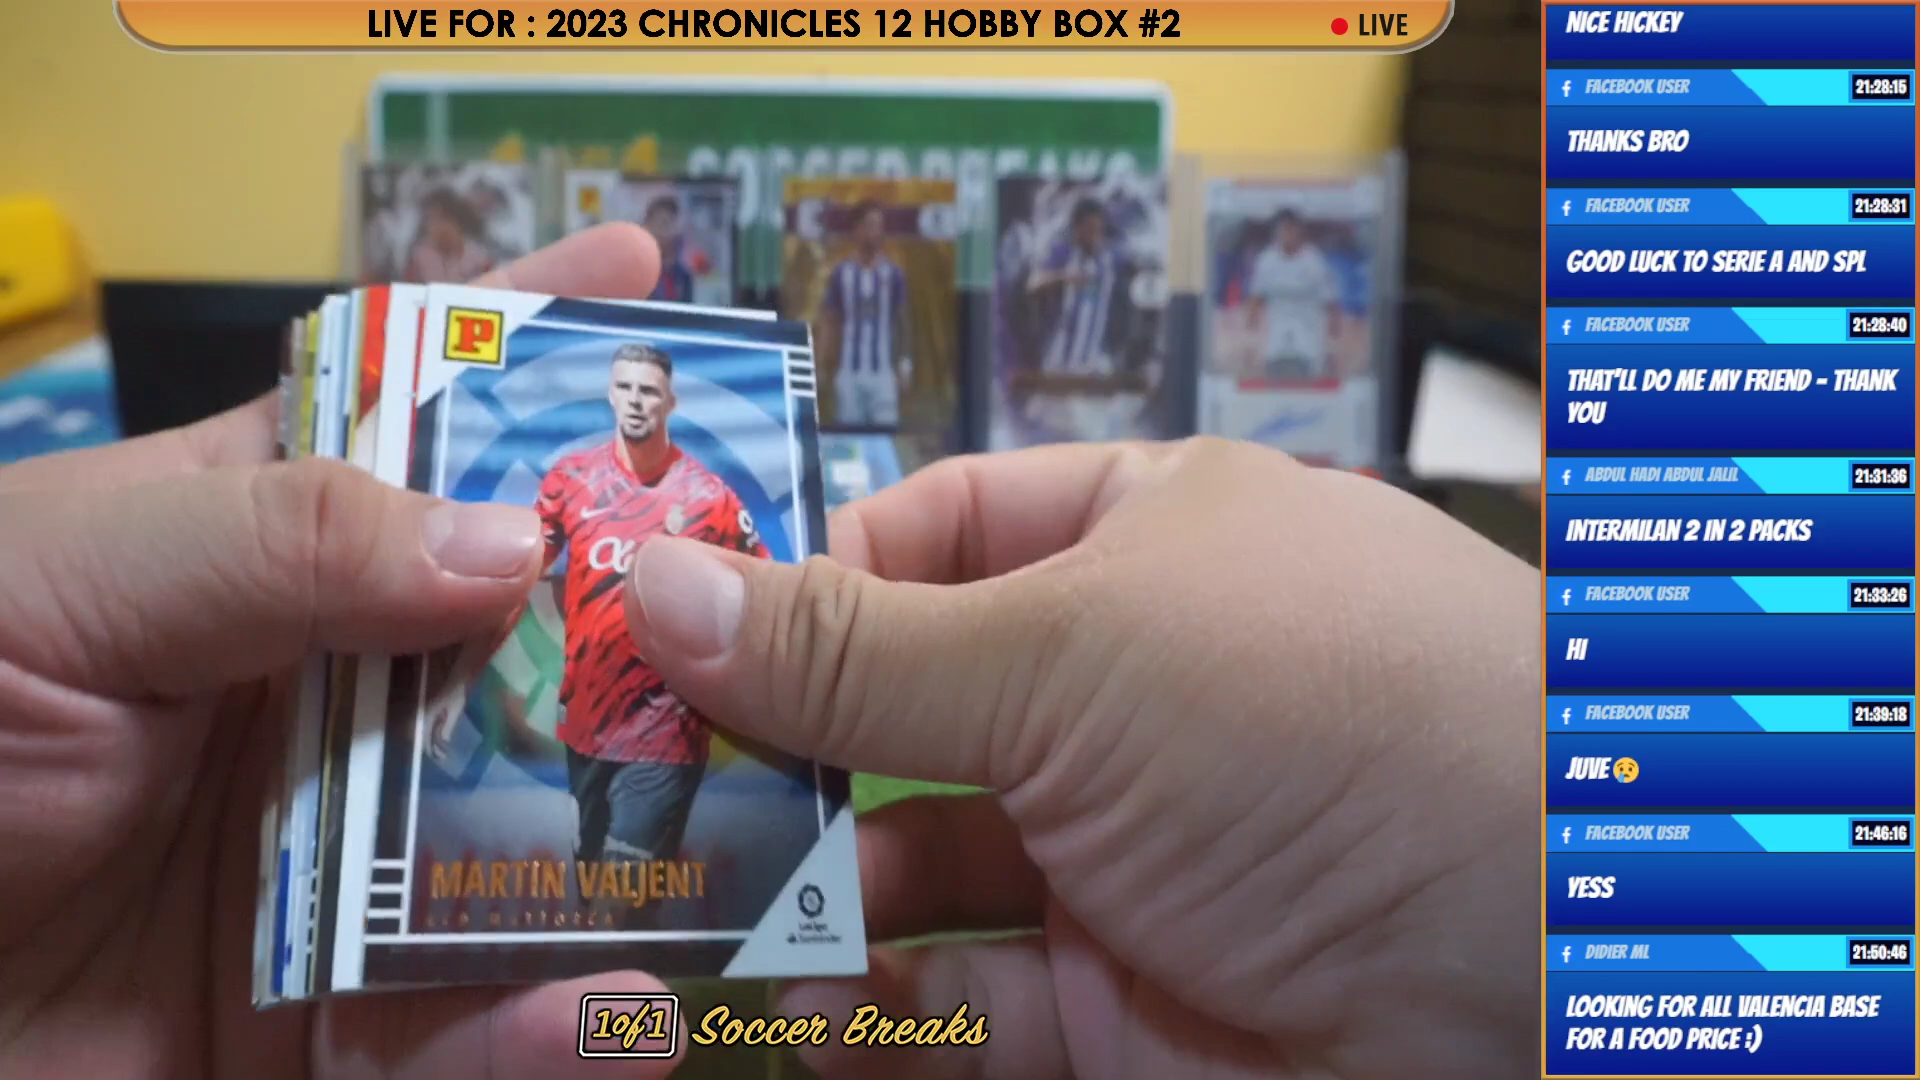 LIVE FOR : 2023 CHRONICLES 12 HOBBY BOX #2
LIVE
P
MARTIN VALJENT
RCD MALLORCA
1of1 Soccer Breaks
NICE HICKEY
FACEBOOK USER 21:28:15
THANKS BRO
FACEBOOK USER 21:28:31
GOOD LUCK TO SERIE A AND SPL
FACEBOOK USER 21:28:40
THAT'LL DO ME MY FRIEND - THANK
YOU
ABDUL HADI ABDUL JALIL 21:31:36
INTERMILAN 2 IN 2 PACKS
FACEBOOK USER 21:33:26
HI
FACEBOOK USER 21:39:18
JUVE😢
FACEBOOK USER 21:46:16
YESS
DIDIER ML 21:50:46
LOOKING FOR ALL VALENCIA BASE
FOR A FOOD PRICE :)